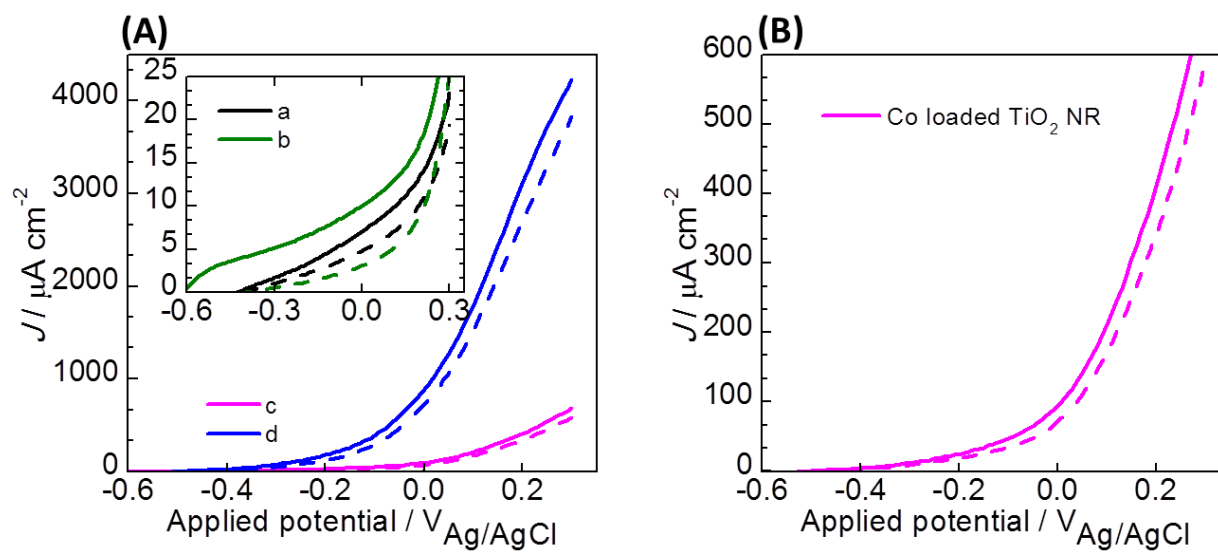 (A)
4000
3000
2000
1000
0
J / μA cm-2
25
20
15
10
5
0
-0.6 -0.3 0.0 0.3
a
b
c
d
-0.6 -0.4 -0.2 0.0 0.2
Applied potential / V Ag/AgCl
(B)
600
500
400
300
200
100
0
J / μA cm-2
Co loaded TiO2 NR
-0.6 -0.4 -0.2 0.0 0.2
Applied potential / V Ag/AgCl